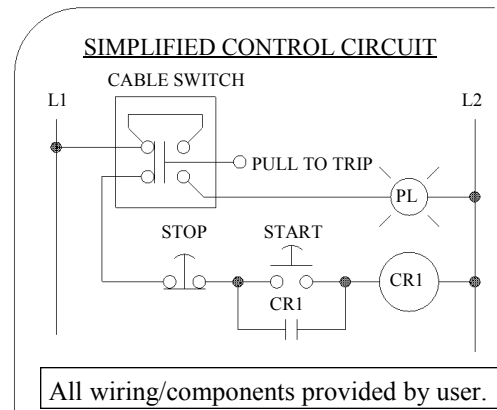 SIMPLIFIED CONTROL CIRCUIT
CABLE SWITCH
L1
L2
PULL TO TRIP
PL
STOP
START
CR1
CR1
All wiring/components provided by user.